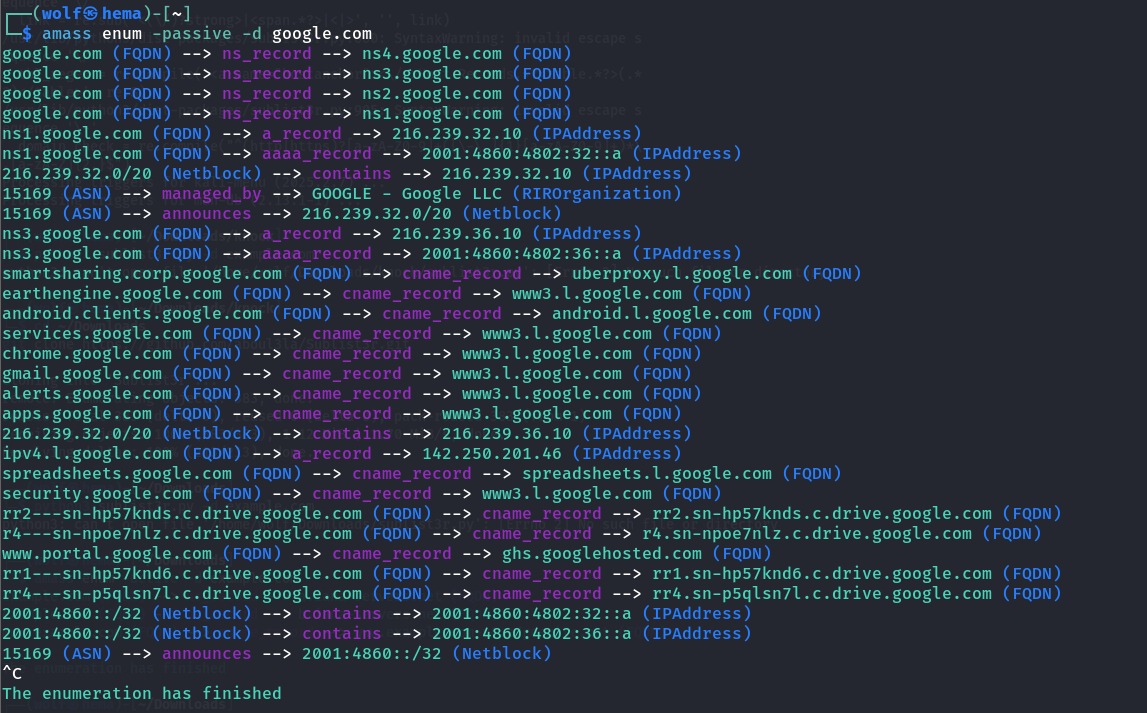 (wolf㉿hema)-[~]
$ amass enum -passive -d google.com
google.com (FQDN) --> ns_record --> ns4.google.com (FQDN)
google.com (FQDN) --> ns_record --> ns3.google.com (FQDN)
google.com (FQDN) --> ns_record --> ns2.google.com (FQDN)
google.com (FQDN) --> ns_record --> ns1.google.com (FQDN)
ns1.google.com (FQDN) --> a_record --> 216.239.32.10 (IPAddress)
ns1.google.com (FQDN) --> aaaa_record --> 2001:4860:4802:32::a (IPAddress)
216.239.32.0/20 (Netblock) --> contains --> 216.239.32.10 (IPAddress)
15169 (ASN) --> managed_by --> GOOGLE - Google LLC (RIROrganization)
15169 (ASN) --> announces --> 216.239.32.0/20 (Netblock)
ns3.google.com (FQDN) --> a_record --> 216.239.36.10 (IPAddress)
ns3.google.com (FQDN) --> aaaa_record --> 2001:4860:4802:36::a (IPAddress)
smartsharing.corp.google.com (FQDN) --> cname_record --> uberproxy.l.google.com (FQDN)
earthengine.google.com (FQDN) --> cname_record --> www3.l.google.com (FQDN)
android.clients.google.com (FQDN) --> cname_record --> android.l.google.com (FQDN)
services.google.com (FQDN) --> cname_record --> www3.l.google.com (FQDN)
chrome.google.com (FQDN) --> cname_record --> www3.l.google.com (FQDN)
gmail.google.com (FQDN) --> cname_record --> www3.l.google.com (FQDN)
alerts.google.com (FQDN) --> cname_record --> www3.l.google.com (FQDN)
apps.google.com (FQDN) --> cname_record --> www3.l.google.com (FQDN)
216.239.32.0/20 (Netblock) --> contains --> 216.239.36.10 (IPAddress)
ipv4.l.google.com (FQDN) --> a_record --> 142.250.201.46 (IPAddress)
spreadsheets.google.com (FQDN) --> cname_record --> spreadsheets.l.google.com (FQDN)
security.google.com (FQDN) --> cname_record --> www3.l.google.com (FQDN)
rr2---sn-hp57knds.c.drive.google.com (FQDN) --> cname_record --> rr2.sn-hp57knds.c.drive.google.com (FQDN)
r4---sn-npoe7nlz.c.drive.google.com (FQDN) --> cname_record --> r4.sn-npoe7nlz.c.drive.google.com (FQDN)
www.portal.google.com (FQDN) --> cname_record --> ghs.googlehosted.com (FQDN)
rr1---sn-hp57knd6.c.drive.google.com (FQDN) --> cname_record --> rr1.sn-hp57knd6.c.drive.google.com (FQDN)
rr4---sn-p5qlsn7l.c.drive.google.com (FQDN) --> cname_record --> rr4.sn-p5qlsn7l.c.drive.google.com (FQDN)
2001:4860::/32 (Netblock) --> contains --> 2001:4860:4802:32::a (IPAddress)
2001:4860::/32 (Netblock) --> contains --> 2001:4860:4802:36::a (IPAddress)
15169 (ASN) --> announces --> 2001:4860::/32 (Netblock)
^C
The enumeration has finished